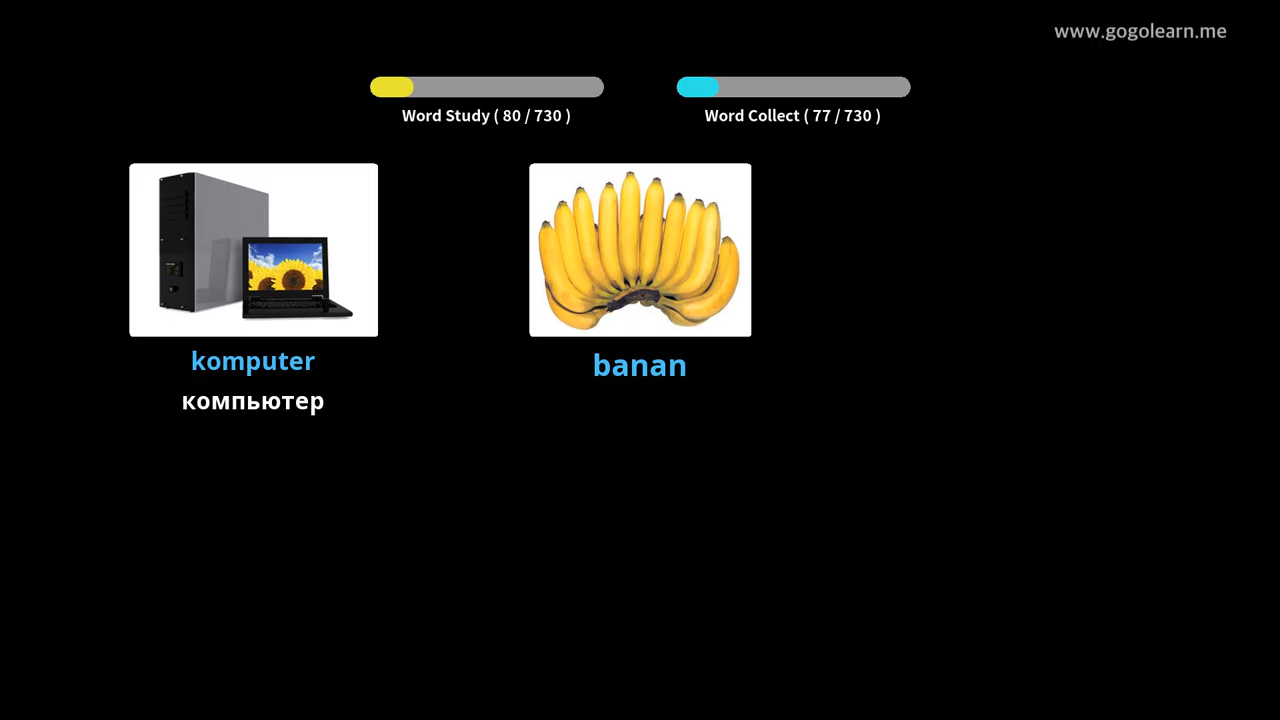 www.gogolearn.me
Word Study ( 80 / 730 )
Word Collect ( 77 / 730 )
komputer
компьютер
banan